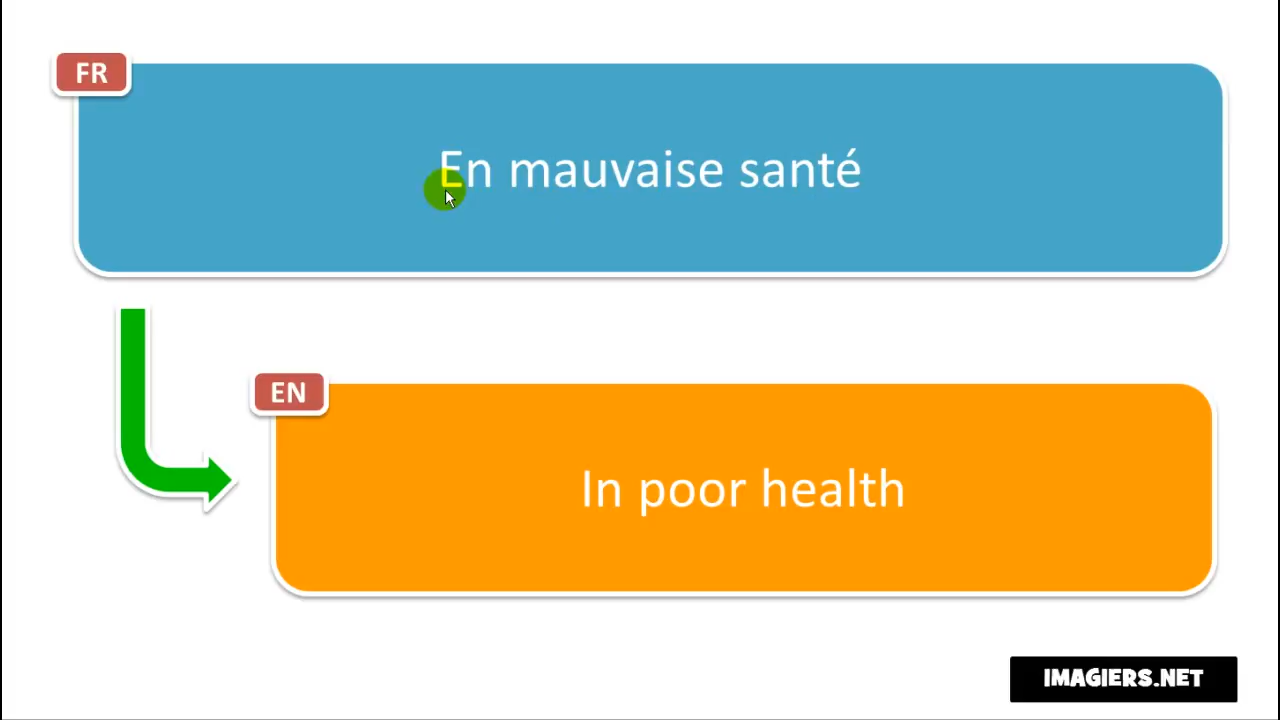 FR
En mauvaise santé
EN
In poor health
IMAGIERS.NET